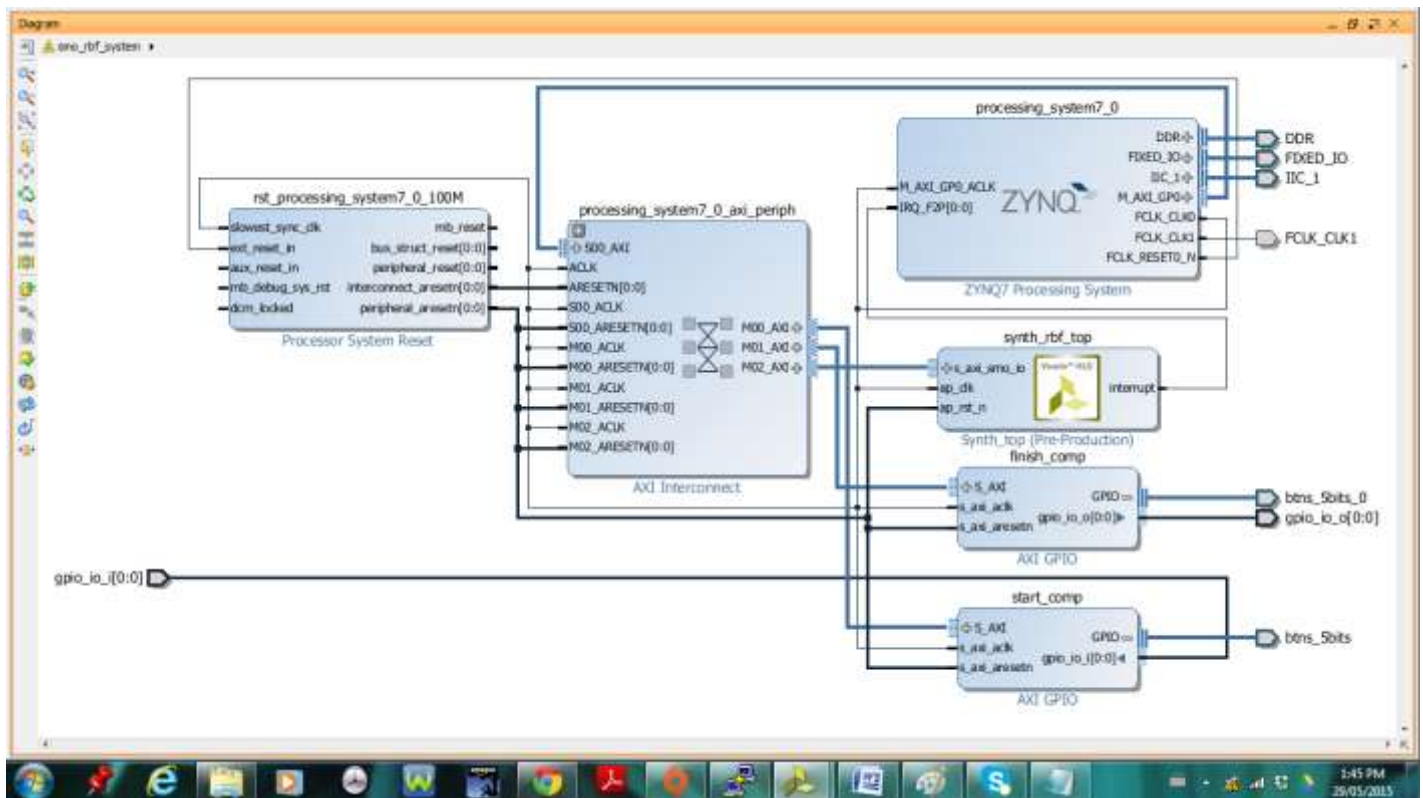 Diagram
processing_system7_0
DDR
FIXED_IO
IIC_1
M_AXI_GP0
FCLK_CLK0
FCLK_CLK1
FCLK_RESET0_N
M_AXI_GP0_ACLK
IRQ_F2P[0:0]
ZYNQ
ZYNQ7 Processing System
DDR
FIXED_IO
IIC_1
FCLK_CLK1
rst_processing_system7_0_100M
slowest_sync_clk
ext_reset_in
aux_reset_in
mb_debug_sys_rst
dcm_locked
mb_reset
bus_struct_reset[0:0]
peripheral_reset[0:0]
interconnect_aresetn[0:0]
peripheral_aresetn[0:0]
Processor System Reset
processing_system7_0_axi_periph
S00_AXI
ACLK
ARESETN[0:0]
S00_ACLK
S00_ARESETN[0:0]
M00_ACLK
M00_ARESETN[0:0]
M01_ACLK
M01_ARESETN[0:0]
M02_ACLK
M02_ARESETN[0:0]
M00_AXI
M01_AXI
M02_AXI
AXI Interconnect
synth_rbf_top
s_axi_smo_io
ap_clk
ap_rst_n
interrupt
Synth_top (Pre-Production)
finish_comp
S_AXI
s_axi_aclk
s_axi_aresetn
GPIO
gpio_io_o[0:0]
AXI GPIO
btns_5bits_0
gpio_io_o[0:0]
gpio_io_i[0:0]
start_comp
S_AXI
s_axi_aclk
s_axi_aresetn
GPIO
gpio_io_i[0:0]
AXI GPIO
btns_5bits
1:45 PM
29/05/2015